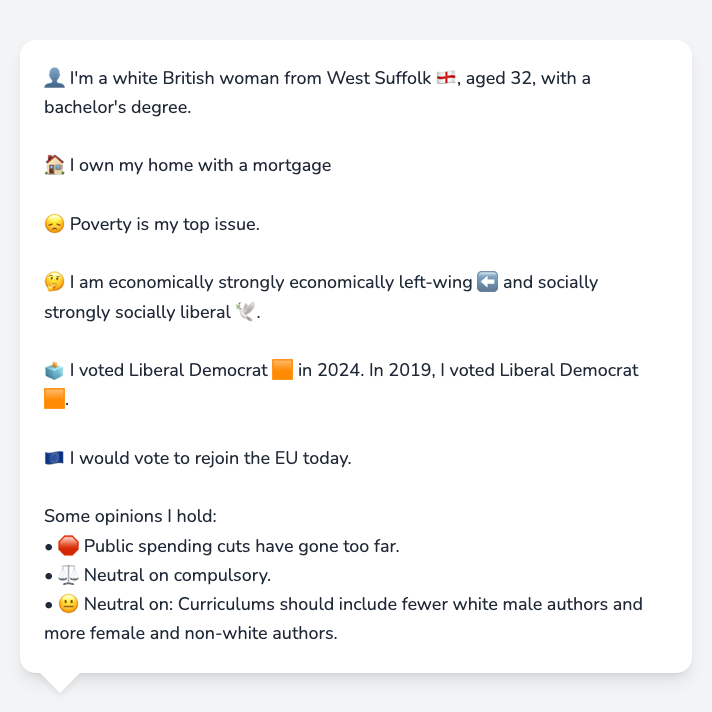 👤 I'm a white British woman from West Suffolk 🏴󠁧󠁢󠁥󠁮󠁧󠁿, aged 32, with a
bachelor's degree.
🏠 I own my home with a mortgage
😞 Poverty is my top issue.
🤔 I am economically strongly economically left-wing ⬅️ and socially
strongly socially liberal 🕊️.
🗳️ I voted Liberal Democrat 🟧 in 2024. In 2019, I voted Liberal Democrat
🟧.
🇪🇺 I would vote to rejoin the EU today.
Some opinions I hold:
• 🛑 Public spending cuts have gone too far.
• ⚖️ Neutral on compulsory.
• 😐 Neutral on: Curriculums should include fewer white male authors and
more female and non-white authors.